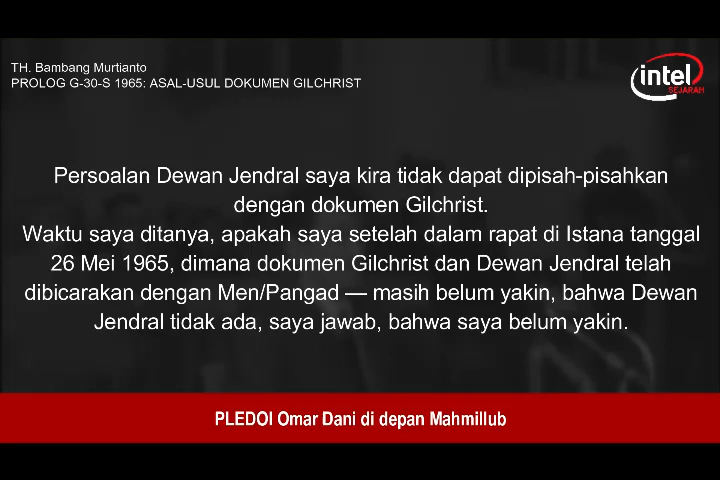 TH. Bambang Murtianto
PROLOG G-30-S 1965: ASAL-USUL DOKUMEN GILCHRIST
intel
SEJARAH
Persoalan Dewan Jendral saya kira tidak dapat dipisah-pisahkan
dengan dokumen Gilchrist.
Waktu saya ditanya, apakah saya setelah dalam rapat di Istana tanggal
26 Mei 1965, dimana dokumen Gilchrist dan Dewan Jendral telah
dibicarakan dengan Men/Pangad — masih belum yakin, bahwa Dewan
Jendral tidak ada, saya jawab, bahwa saya belum yakin.
PLEDOI Omar Dani di depan Mahmillub